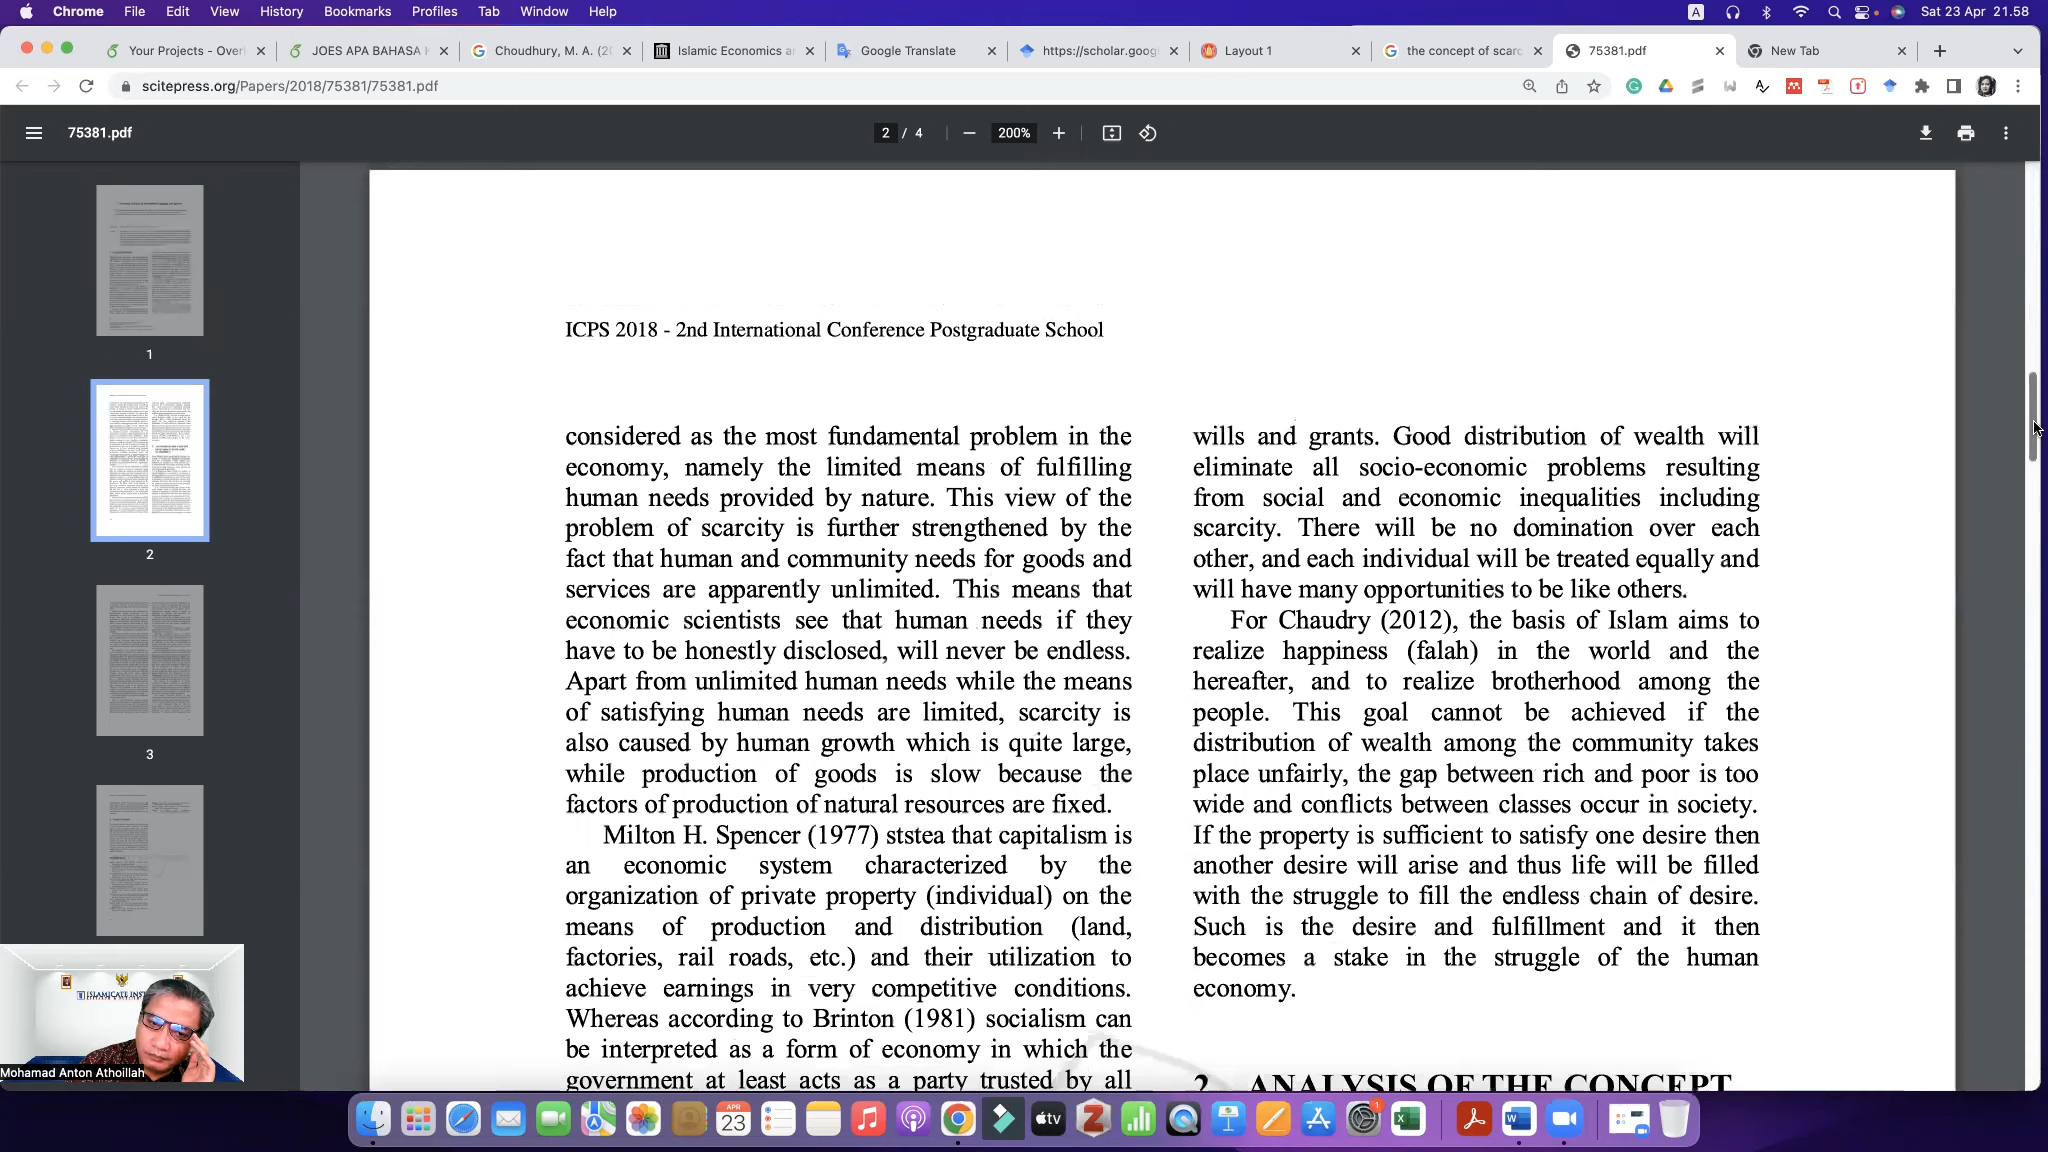 Chrome File Edit View History Bookmarks Profiles Tab Window Help A Sat 23 Apr 21.58
Your Projects - Overl JOES APA BAHASA Choudhury, M. A. (20 Islamic Economics ar Google Translate https://scholar.goog Layout 1 the concept of scarc 75381.pdf New Tab
scitepress.org/Papers/2018/75381/75381.pdf
75381.pdf 2 / 4 200%
1
2
3
ICPS 2018 - 2nd International Conference Postgraduate School
considered as the most fundamental problem in the
economy, namely the limited means of fulfilling
human needs provided by nature. This view of the
problem of scarcity is further strengthened by the
fact that human and community needs for goods and
services are apparently unlimited. This means that
economic scientists see that human needs if they
have to be honestly disclosed, will never be endless.
Apart from unlimited human needs while the means
of satisfying human needs are limited, scarcity is
also caused by human growth which is quite large,
while production of goods is slow because the
factors of production of natural resources are fixed.
Milton H. Spencer (1977) ststea that capitalism is
an economic system characterized by the
organization of private property (individual) on the
means of production and distribution (land,
factories, rail roads, etc.) and their utilization to
achieve earnings in very competitive conditions.
Whereas according to Brinton (1981) socialism can
be interpreted as a form of economy in which the
government at least acts as a party trusted by all
wills and grants. Good distribution of wealth will
eliminate all socio-economic problems resulting
from social and economic inequalities including
scarcity. There will be no domination over each
other, and each individual will be treated equally and
will have many opportunities to be like others.
For Chaudry (2012), the basis of Islam aims to
realize happiness (falah) in the world and the
hereafter, and to realize brotherhood among the
people. This goal cannot be achieved if the
distribution of wealth among the community takes
place unfairly, the gap between rich and poor is too
wide and conflicts between classes occur in society.
If the property is sufficient to satisfy one desire then
another desire will arise and thus life will be filled
with the struggle to fill the endless chain of desire.
Such is the desire and fulfillment and it then
becomes a stake in the struggle of the human
economy.
2 ANALYSIS OF THE CONCEPT
ISLAMICATE INST
Mohamad Anton Athoillah
APR
23
tv
1